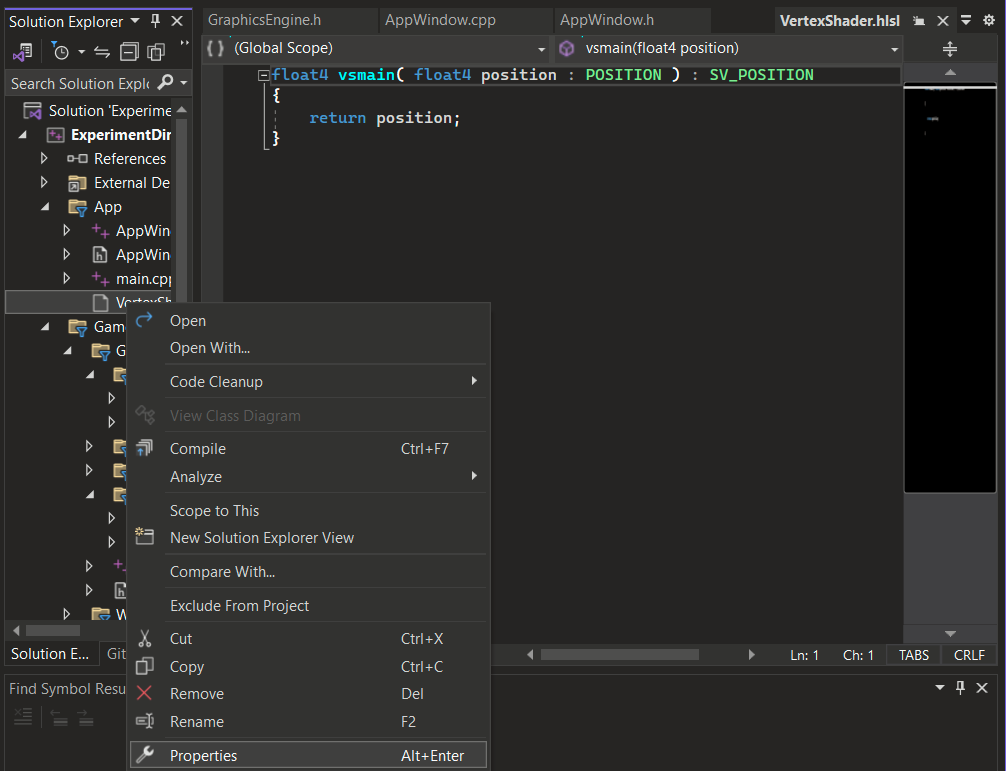 Solution Explorer
GraphicsEngine.h
AppWindow.cpp
AppWindow.h
VertexShader.hlsl
{ } (Global Scope)
vsmain(float4 position)
Search Solution Explo
Solution 'Experime
ExperimentDir
References
External De
App
AppWin
AppWin
main.cpp
VertexSh
Gam
G
W
float4 vsmain( float4 position : POSITION ) : SV_POSITION
{
return position;
}
Open
Open With...
Code Cleanup
View Class Diagram
Compile Ctrl+F7
Analyze
Scope to This
New Solution Explorer View
Compare With...
Exclude From Project
Cut Ctrl+X
Copy Ctrl+C
Remove Del
Rename F2
Properties Alt+Enter
Solution E...
Git
Ln: 1 Ch: 1 TABS CRLF
Find Symbol Resu